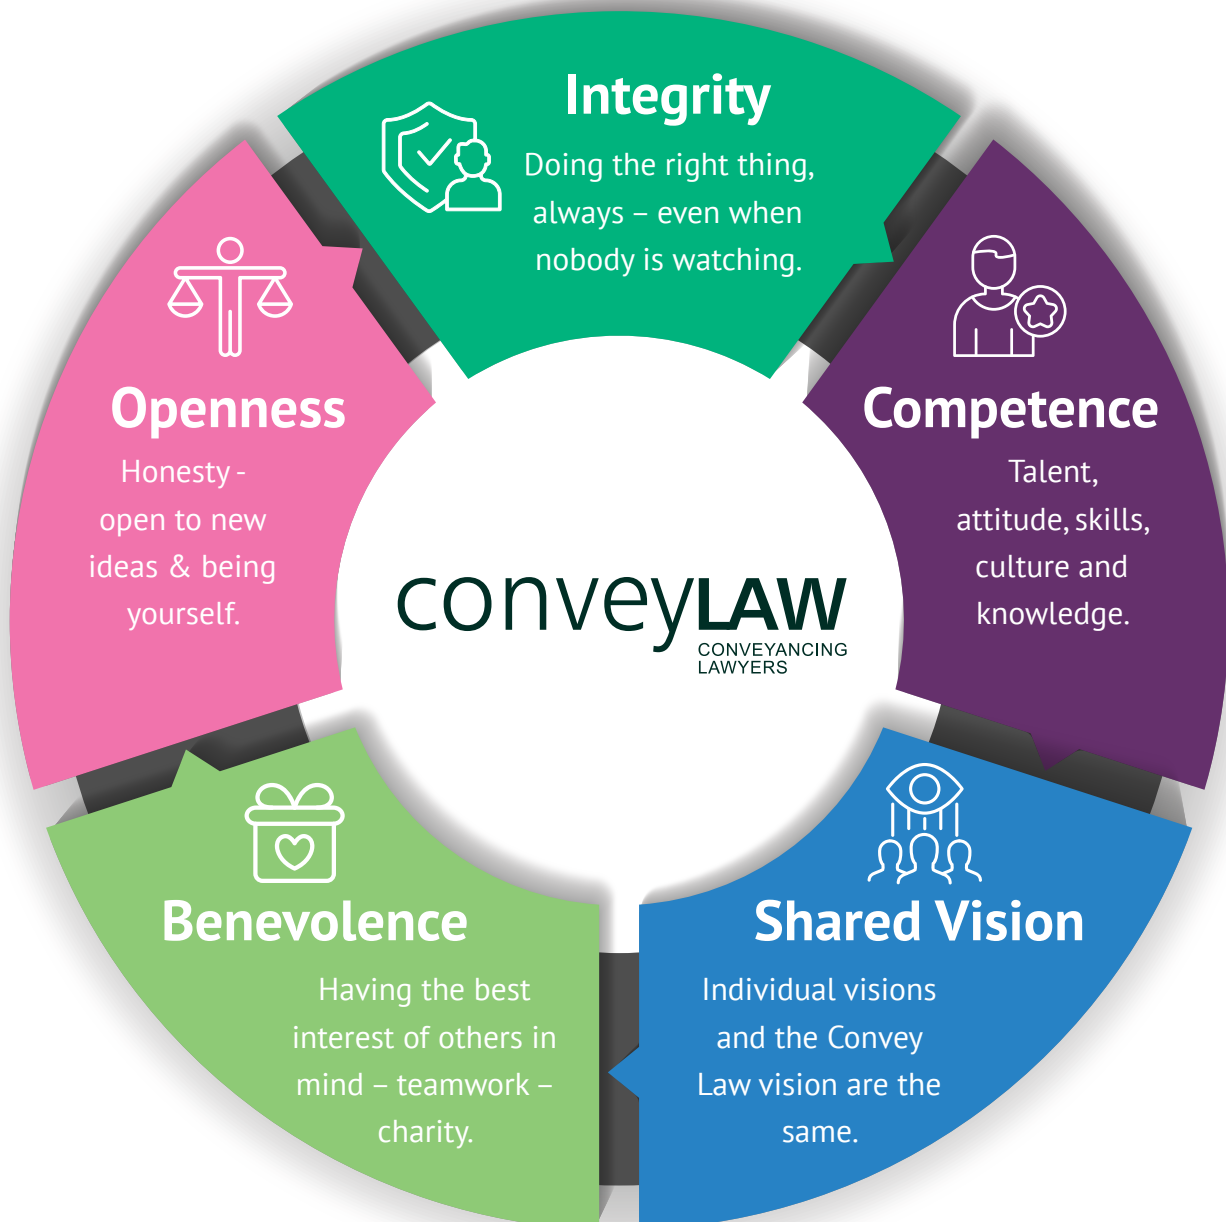 Integrity
Doing the right thing,
always – even when
nobody is watching.
Competence
Talent,
attitude, skills,
culture and
knowledge.
Shared Vision
Individual visions
and the Convey
Law vision are the
same.
Benevolence
Having the best
interest of others in
mind – teamwork –
charity.
Openness
Honesty -
open to new
ideas & being
yourself.
conveyLAW
CONVEYANCING
LAWYERS